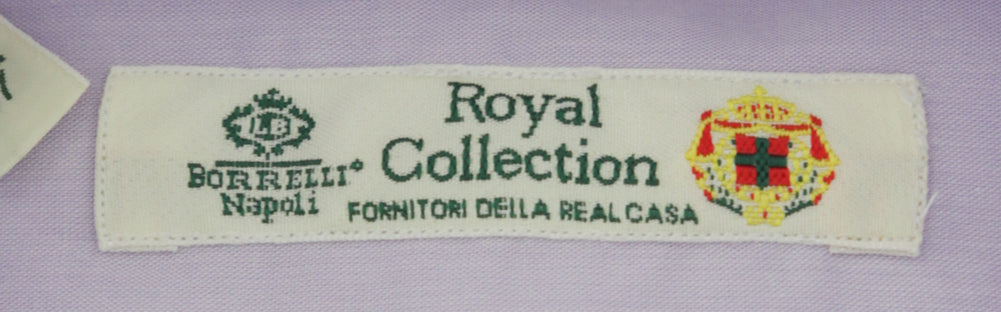 LB
BORRELLI
Napoli
Royal
Collection
FORNITORI DELLA REAL CASA